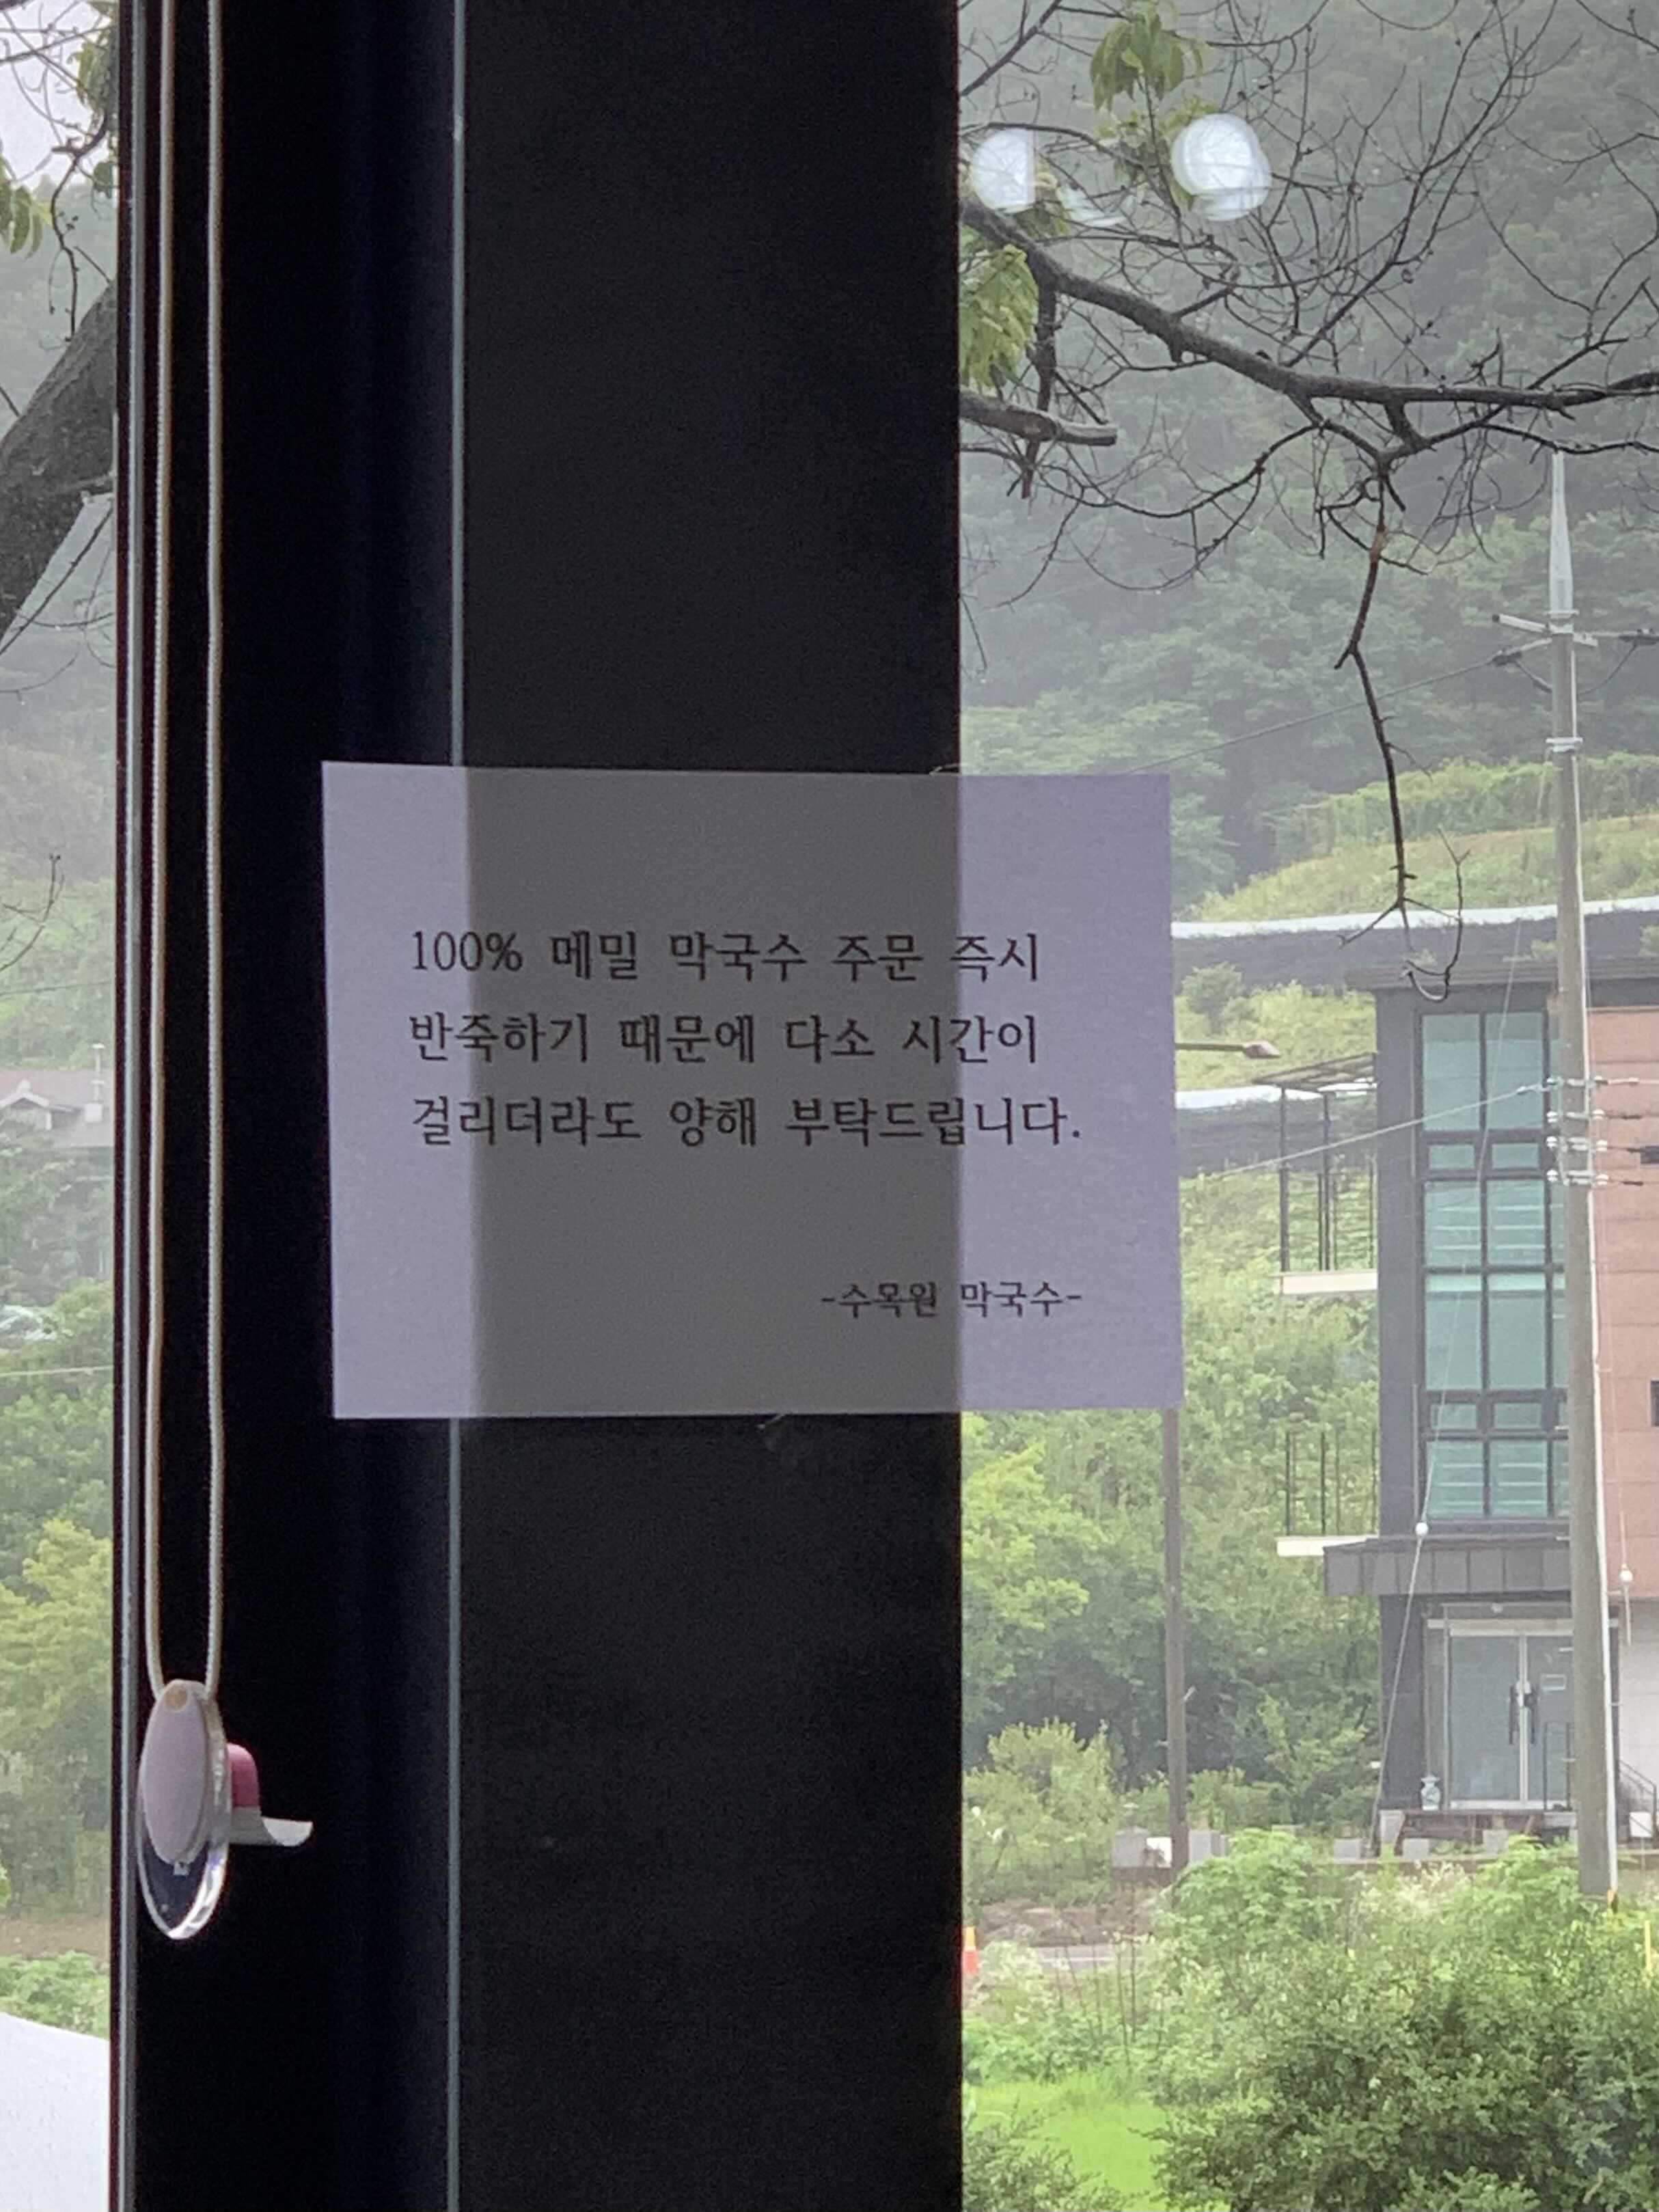 100% 메밀 막국수 주문 즉시
반죽하기 때문에 다소 시간이
걸리더라도 양해 부탁드립니다.
-수목원 막국수-